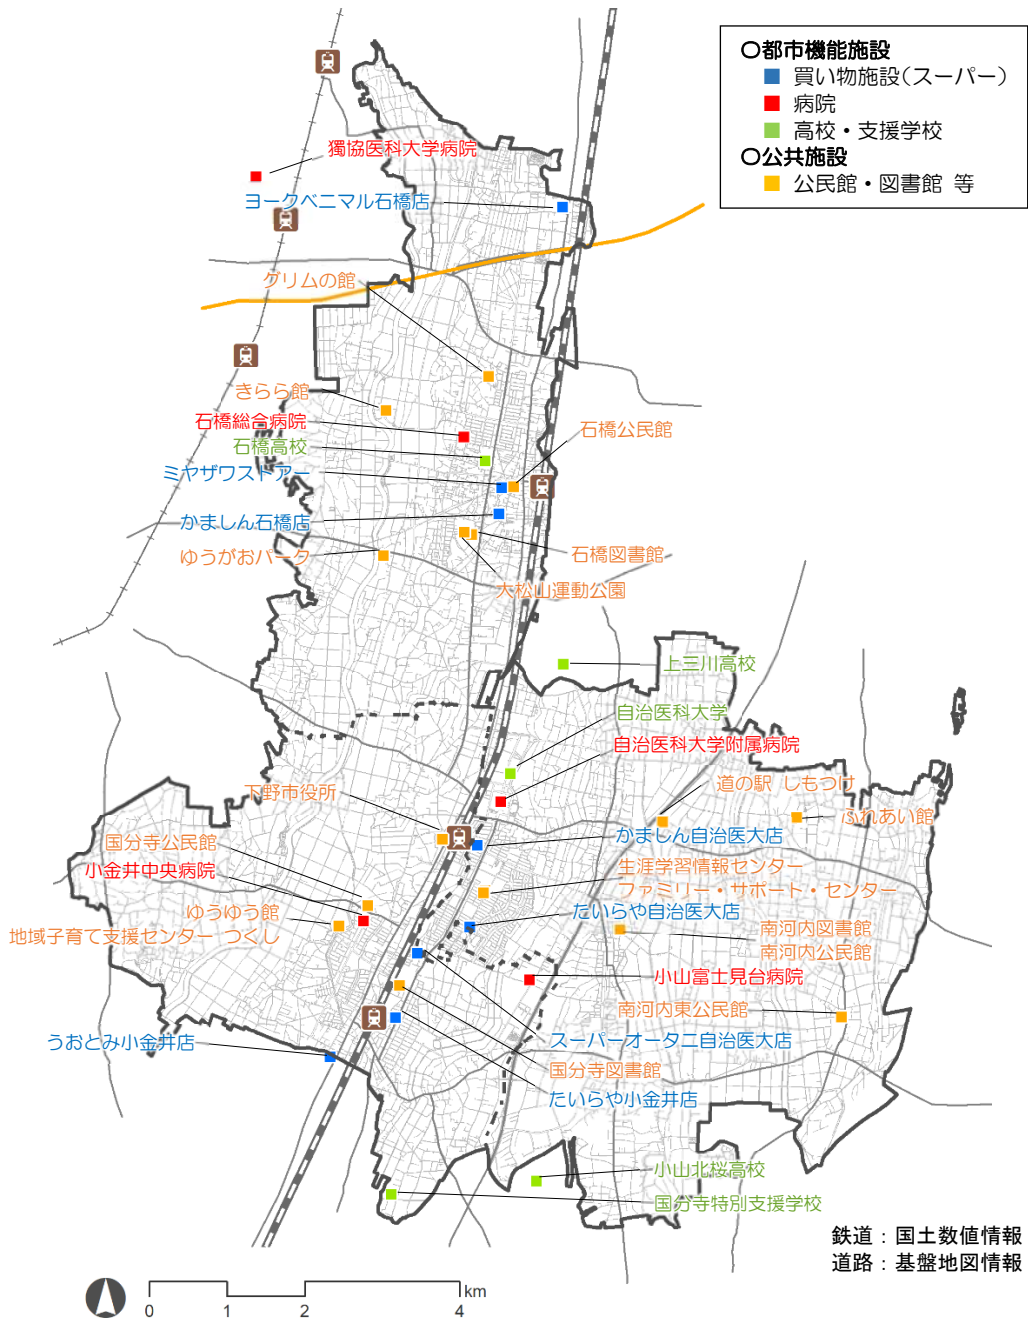 〇都市機能施設
買い物施設(スーパー)
病院
高校・支援学校
〇公共施設
公民館・図書館 等
獨協医科大学病院
ヨークベニマル石橋店
グリムの館
きらら館
石橋総合病院
石橋公民館
石橋高校
ミヤザワストアー
かましん石橋店
ゆうがおパーク
石橋図書館
大松山運動公園
上三川高校
自治医科大学
自治医科大学附属病院
道の駅 しもつけ
下野市役所
ふれあい館
かましん自治医大店
国分寺公民館
小金井中央病院
生涯学習情報センター
ファミリー・サポート・センター
ゆうゆう館
たいらや自治医大店
地域子育て支援センター つくし
南河内図書館
南河内公民館
小山富士見台病院
南河内東公民館
うおとみ小金井店
スーパーオータニ自治医大店
国分寺図書館
たいらや小金井店
小山北桜高校
国分寺特別支援学校
鉄道：国土数値情報
道路：基盤地図情報
km
0 1 2 4